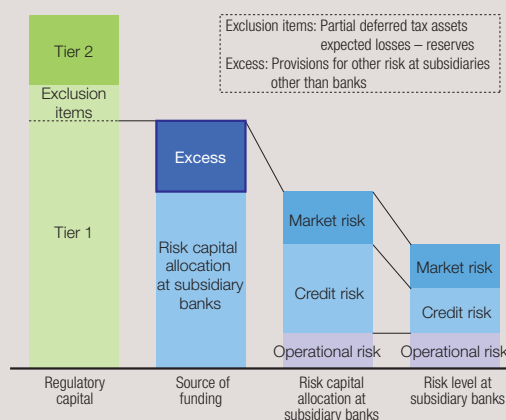 Exclusion items: Partial deferred tax assets
expected losses – reserves
Excess: Provisions for other risk at subsidiaries
other than banks
Tier 2
Exclusion
items
Tier 1
Excess
Risk capital
allocation
at subsidiary
banks
Market risk
Credit risk
Operational risk
Market risk
Credit risk
Operational risk
Regulatory
capital
Source of
funding
Risk capital
allocation at
subsidiary banks
Risk level at
subsidiary banks